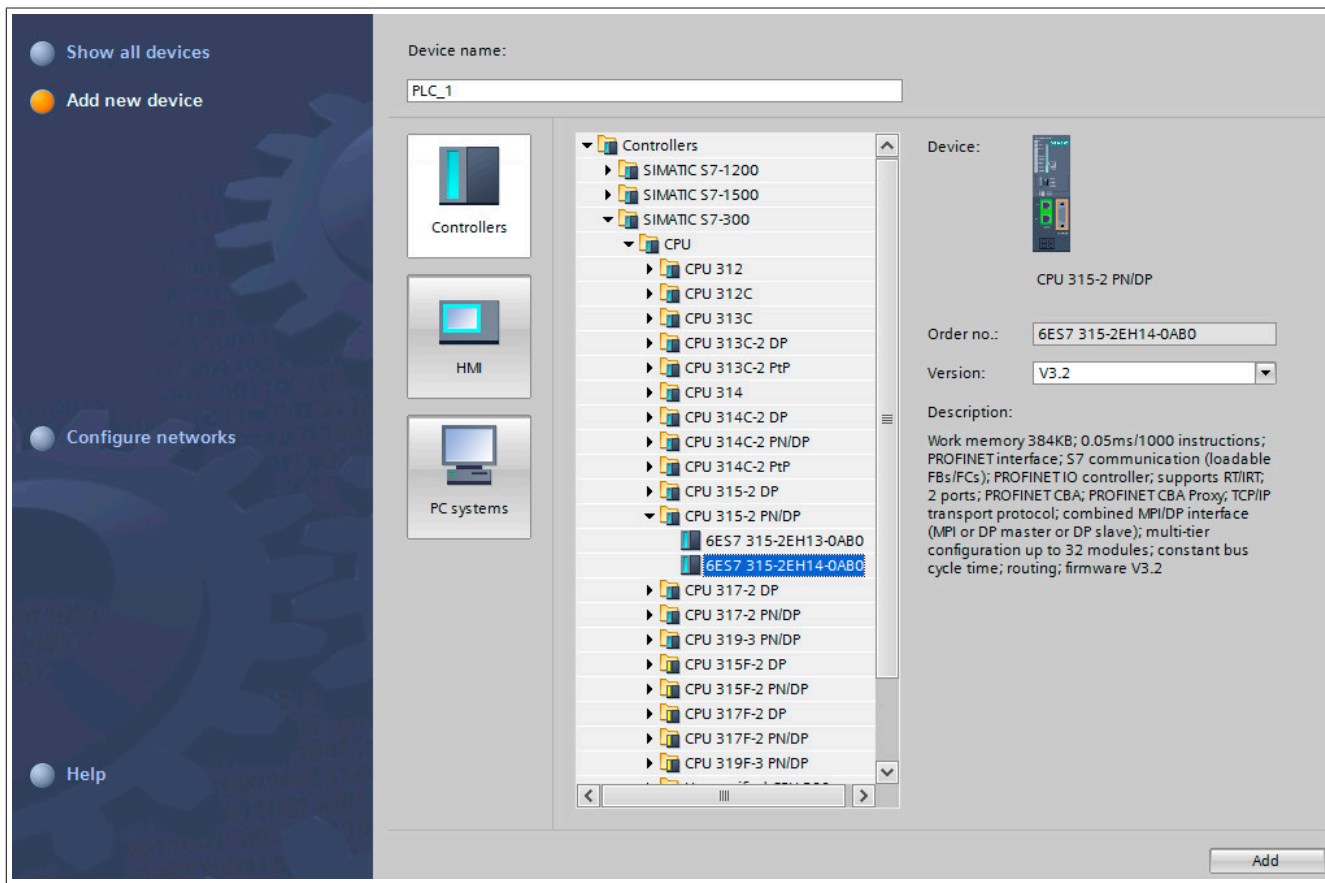 Show all devices
Add new device
Configure networks
Help
Device name:
PLC_1
Controllers
HMI
PC systems
Controllers
SIMATIC S7-1200
SIMATIC S7-1500
SIMATIC S7-300
CPU
CPU 312
CPU 312C
CPU 313C
CPU 313C-2 DP
CPU 313C-2 PtP
CPU 314
CPU 314C-2 DP
CPU 314C-2 PN/DP
CPU 314C-2 PtP
CPU 315-2 DP
CPU 315-2 PN/DP
6ES7 315-2EH13-0AB0
6ES7 315-2EH14-0AB0
CPU 317-2 DP
CPU 317-2 PN/DP
CPU 319-3 PN/DP
CPU 315F-2 DP
CPU 315F-2 PN/DP
CPU 317F-2 DP
CPU 317F-2 PN/DP
CPU 319F-3 PN/DP
Device:
CPU 315-2 PN/DP
Order no.: 6ES7 315-2EH14-0AB0
Version: V3.2
Description:
Work memory 384KB; 0.05ms/1000 instructions;
PROFINET interface; S7 communication (loadable
FBs/FCs); PROFINET IO controller; supports RT/IRT;
2 ports; PROFINET CBA; PROFINET CBA Proxy; TCP/IP
transport protocol; combined MPI/DP interface
(MPI or DP master or DP slave); multi-tier
configuration up to 32 modules; constant bus
cycle time; routing; firmware V3.2
Add